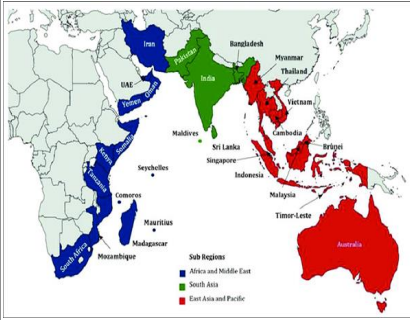 Iran
Pakistan
Bangladesh
India
Myanmar
Thailand
UAE
Oman
Yemen
Vietnam
Somalia
Maldives
Cambodia
Sri Lanka
Brunei
Singapore
Kenya
Seychelles
Indonesia
Tanzania
Malaysia
Comoros
Timor-Leste
Mauritius
Madagascar
Australia
South Africa
Mozambique
Sub Regions
Africa and Middle East
South Asia
East Asia and Pacific